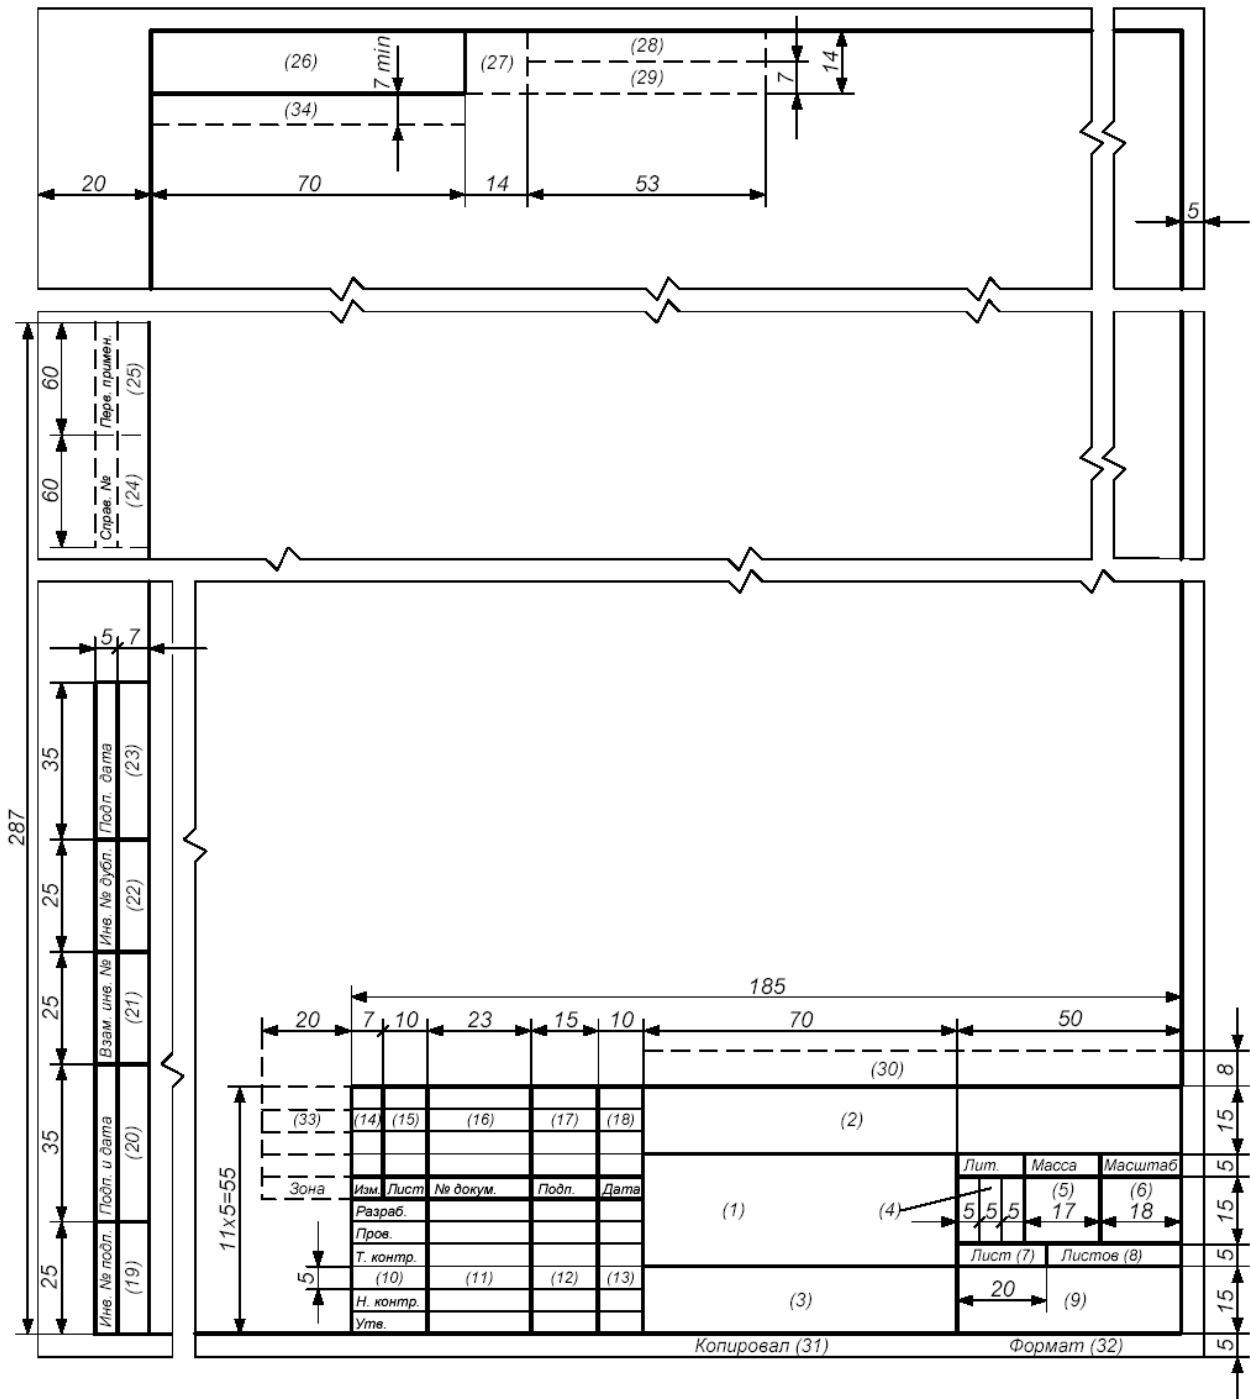 (26)
7 min
(27)
(28)
(29)
7
14
(34)
20
70
14
53
5
287
60
Перв. примен.
(25)
60
Справ. №
(24)
5
7
35
Подп. дата
(23)
25
Инв. № дубл.
(22)
25
Взам. инв. №
(21)
35
Подп. и дата
(20)
25
Инв. № подл.
(19)
185
20
7
10
23
15
10
70
50
(30)
8
(33)
(14)
(15)
(16)
(17)
(18)
(2)
15
Лит.
Масса
Масштаб
5
Зона
Изм.
Лист
№ докум.
Подп.
Дата
(1)
(4)
(5)
(6)
5
5
5
17
18
15
11x5=55
Разраб.
Пров.
Т. контр.
Лист (7)
Листов (8)
5
5
(10)
(11)
(12)
(13)
20
Н. контр.
(3)
(9)
15
Утв.
Копировал (31)
Формат (32)
5